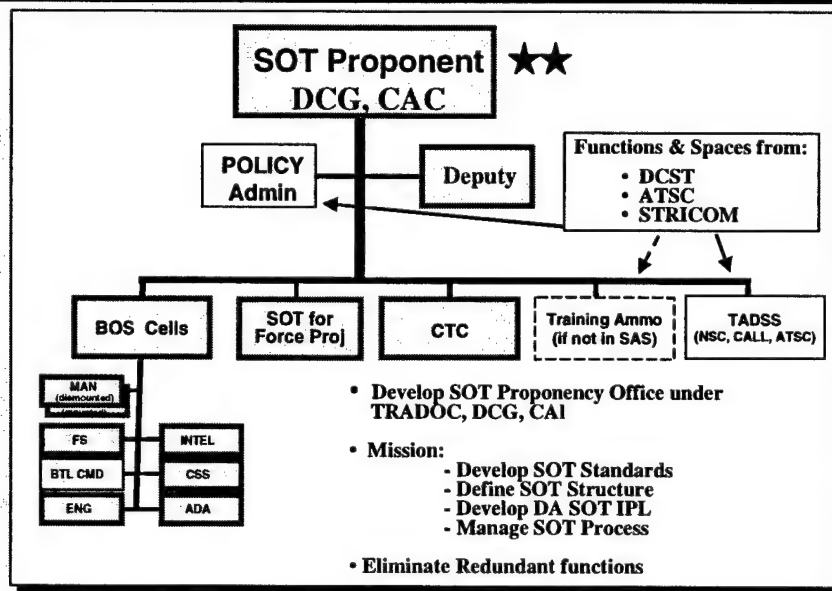 SOT Proponent
DCG, CAC
POLICY
Admin
Deputy
Functions & Spaces from:
• DCST
• ATSC
• STRICOM
BOS Cells
SOT for
Force Proj
CTC
Training Ammo
(if not in SAS)
TADSS
(NSC, CALL, ATSC)
MAN
(dismounted)
(mounted)
FS
INTEL
BTL CMD
CSS
ENG
ADA
• Develop SOT Proponency Office under
TRADOC, DCG, CAI
• Mission:
- Develop SOT Standards
- Define SOT Structure
- Develop DA SOT IPL
- Manage SOT Process
• Eliminate Redundant functions